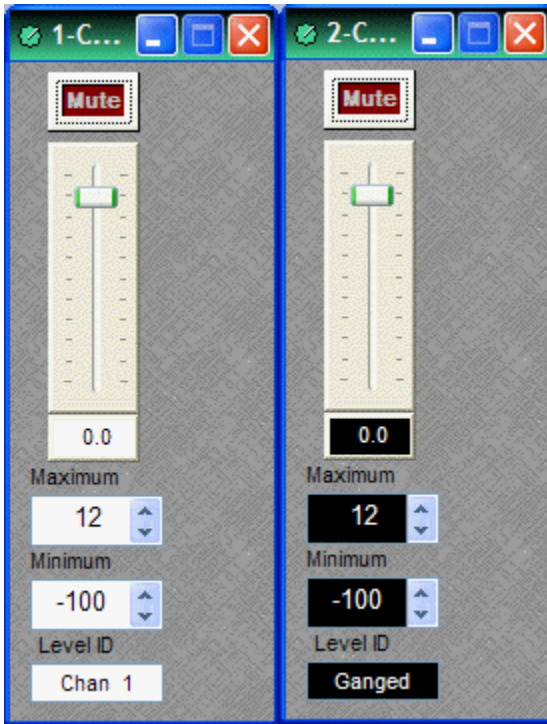 1-C...
Mute
0.0
Maximum
12
Minimum
-100
Level ID
Chan 1
2-C...
Mute
0.0
Maximum
12
Minimum
-100
Level ID
Ganged